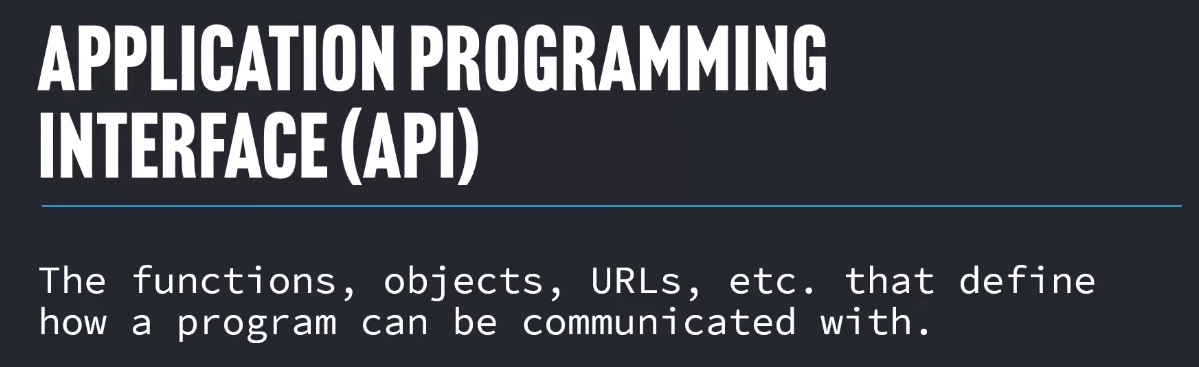 APPLICATION PROGRAMMING
INTERFACE (API)
The functions, objects, URLs, etc. that define
how a program can be communicated with.